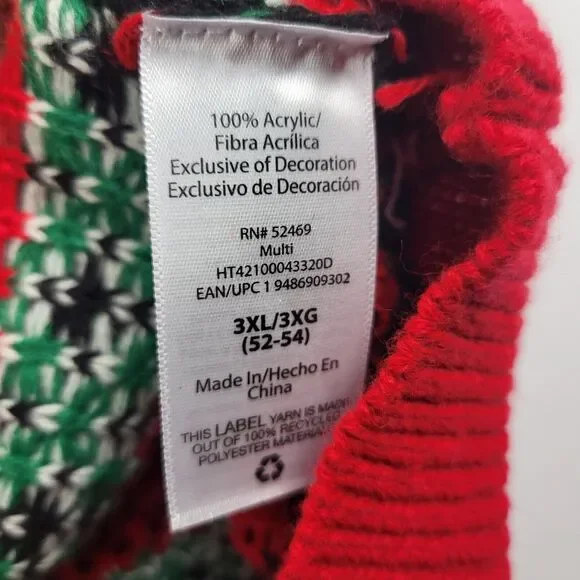 100% Acrylic/
Fibra Acrílica
Exclusive of Decoration
Exclusivo de Decoración
RN# 52469
Multi
HT42100043320D
EAN/UPC 1 9486909302
3XL/3XG
(52-54)
Made In/Hecho En
China
THIS LABEL YARN IS MADE
OUT OF 100% RECYCLED
POLYESTER MATERIAL